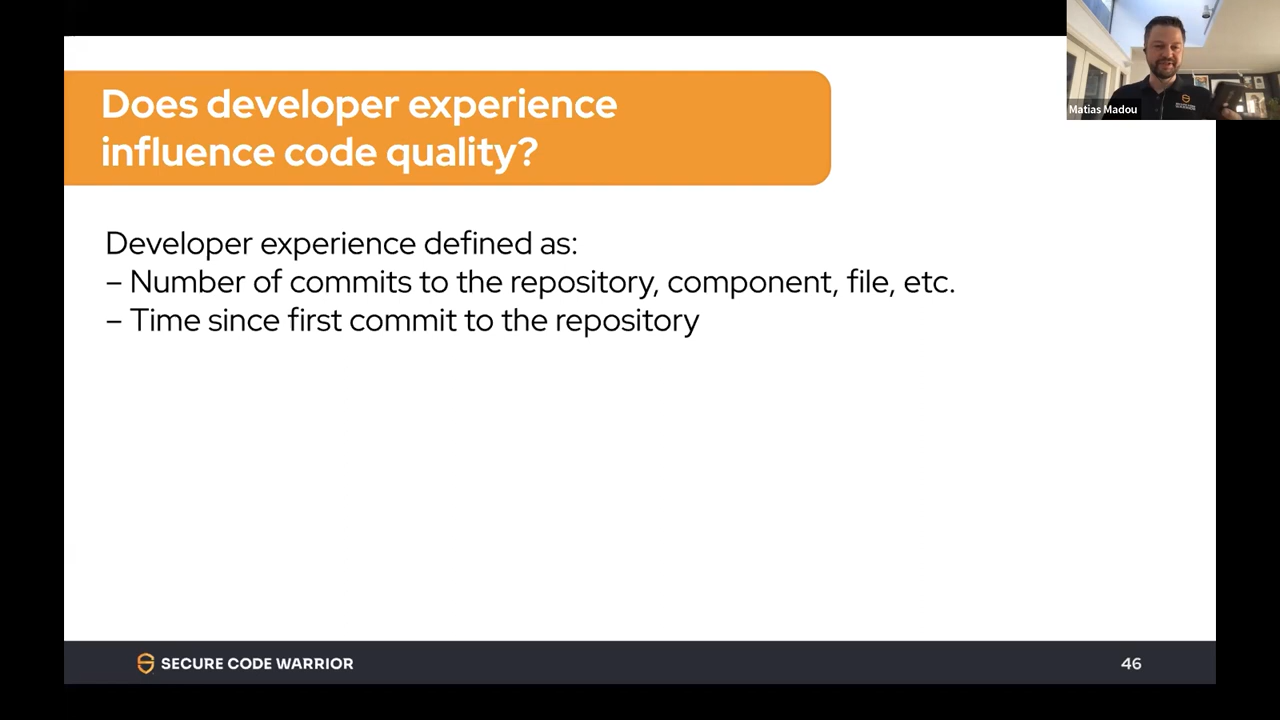 Does developer experience
influence code quality?
Matias Madou
Developer experience defined as:
– Number of commits to the repository, component, file, etc.
– Time since first commit to the repository
SECURE CODE WARRIOR
46